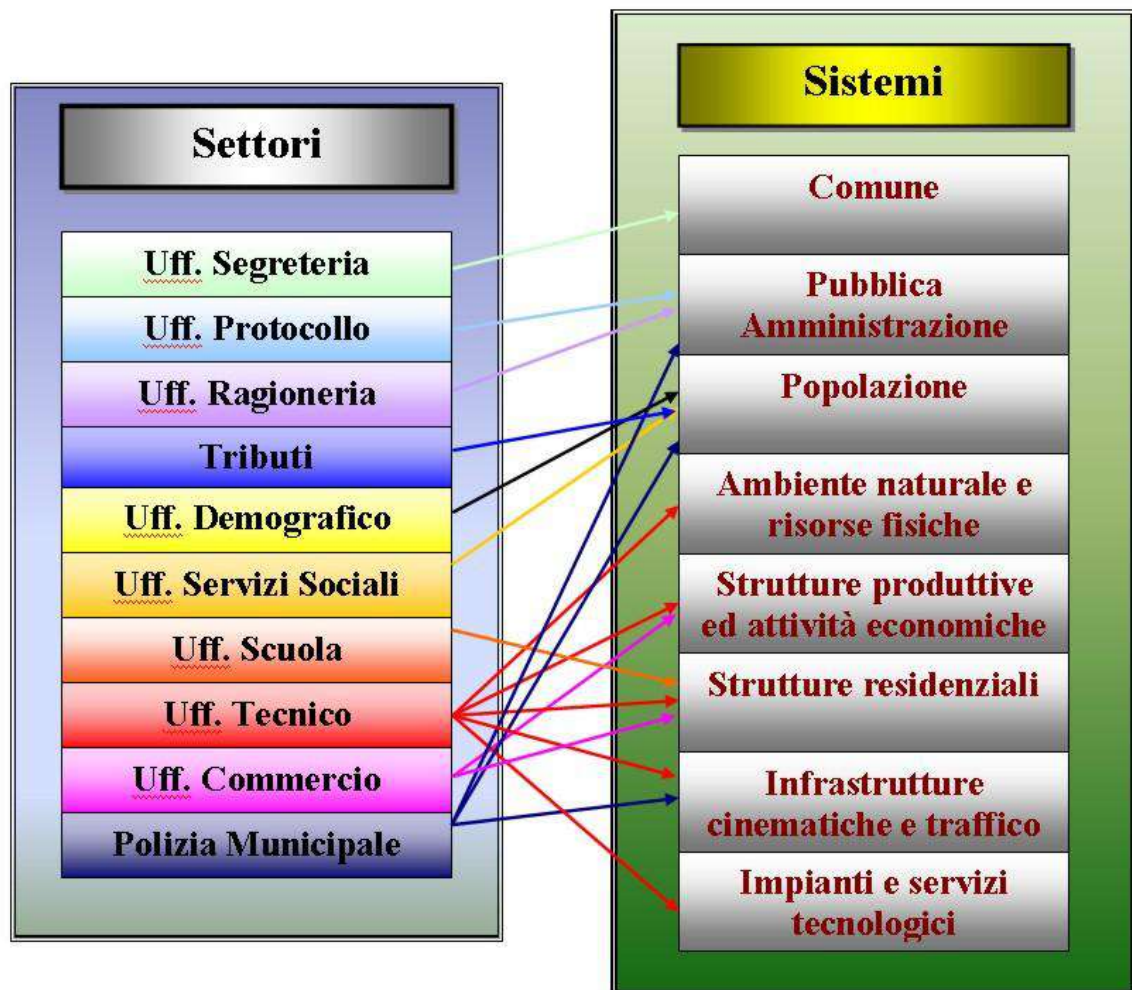 Settori
Uff. Segreteria
Uff. Protocollo
Uff. Ragioneria
Tributi
Uff. Demografico
Uff. Servizi Sociali
Uff. Scuola
Uff. Tecnico
Uff. Commercio
Polizia Municipale
Sistemi
Comune
Pubblica
Amministrazione
Popolazione
Ambiente naturale e
risorse fisiche
Strutture produttive
ed attività economiche
Strutture residenziali
Infrastrutture
cinematiche e traffico
Impianti e servizi
tecnologici